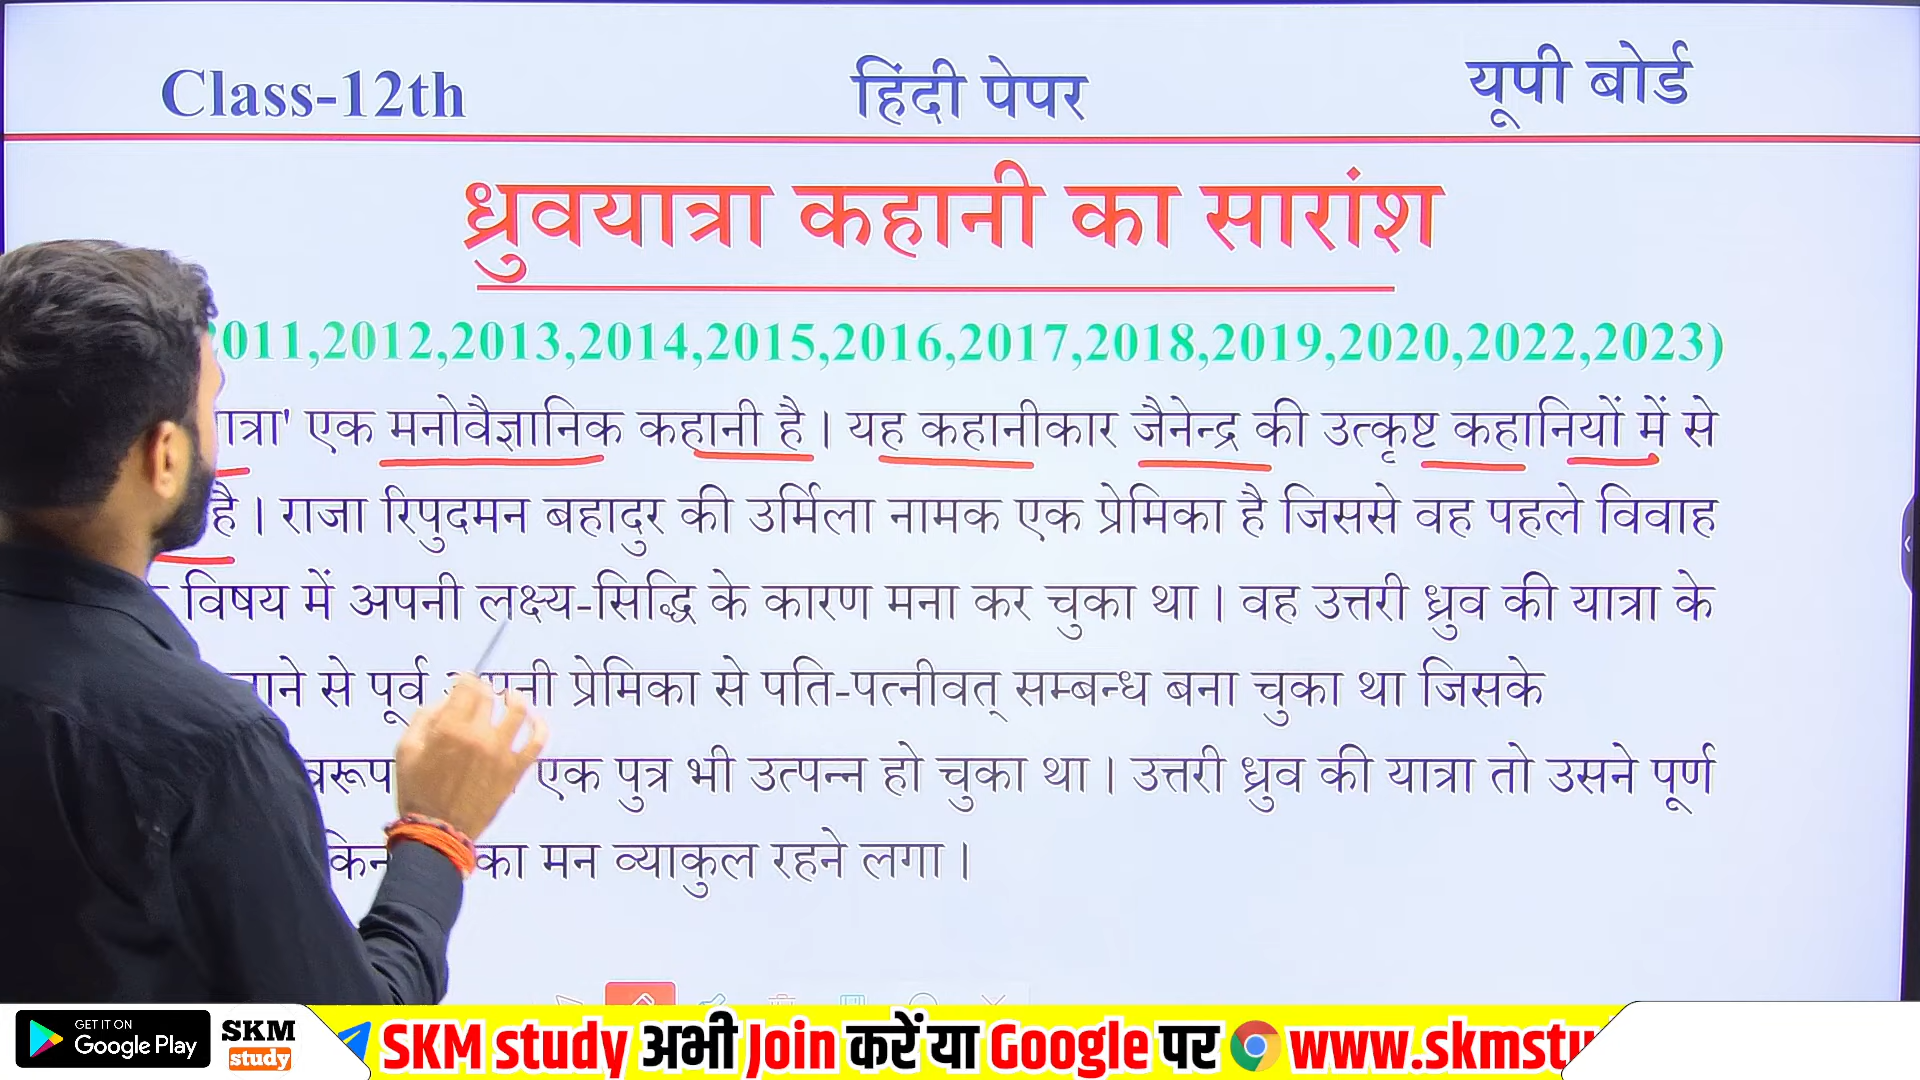 Class-12th हिंदी पेपर यूपी बोर्ड
ध्रुवयात्रा कहानी का सारांश
2011,2012,2013,2014,2015,2016,2017,2018,2019,2020,2022,2023)
एक मनोवैज्ञानिक कहानी है। यह कहानीकार जैनेन्द्र की उत्कृष्ट कहानियों में से
है। राजा रिपुदमन बहादुर की उर्मिला नामक एक प्रेमिका है जिससे वह पहले विवाह
विषय में अपनी लक्ष्य-सिद्धि के कारण मना कर चुका था। वह उत्तरी ध्रुव की यात्रा के
से पूर्व अपनी प्रेमिका से पति-पत्नीवत् सम्बन्ध बना चुका था जिसके
एक पुत्र भी उत्पन्न हो चुका था। उत्तरी ध्रुव की यात्रा तो उसने पूर्ण
का मन व्याकुल रहने लगा।
GET IT ON
Google Play
SKM
study
SKM study अभी Join करें या Google पर www.skmstu